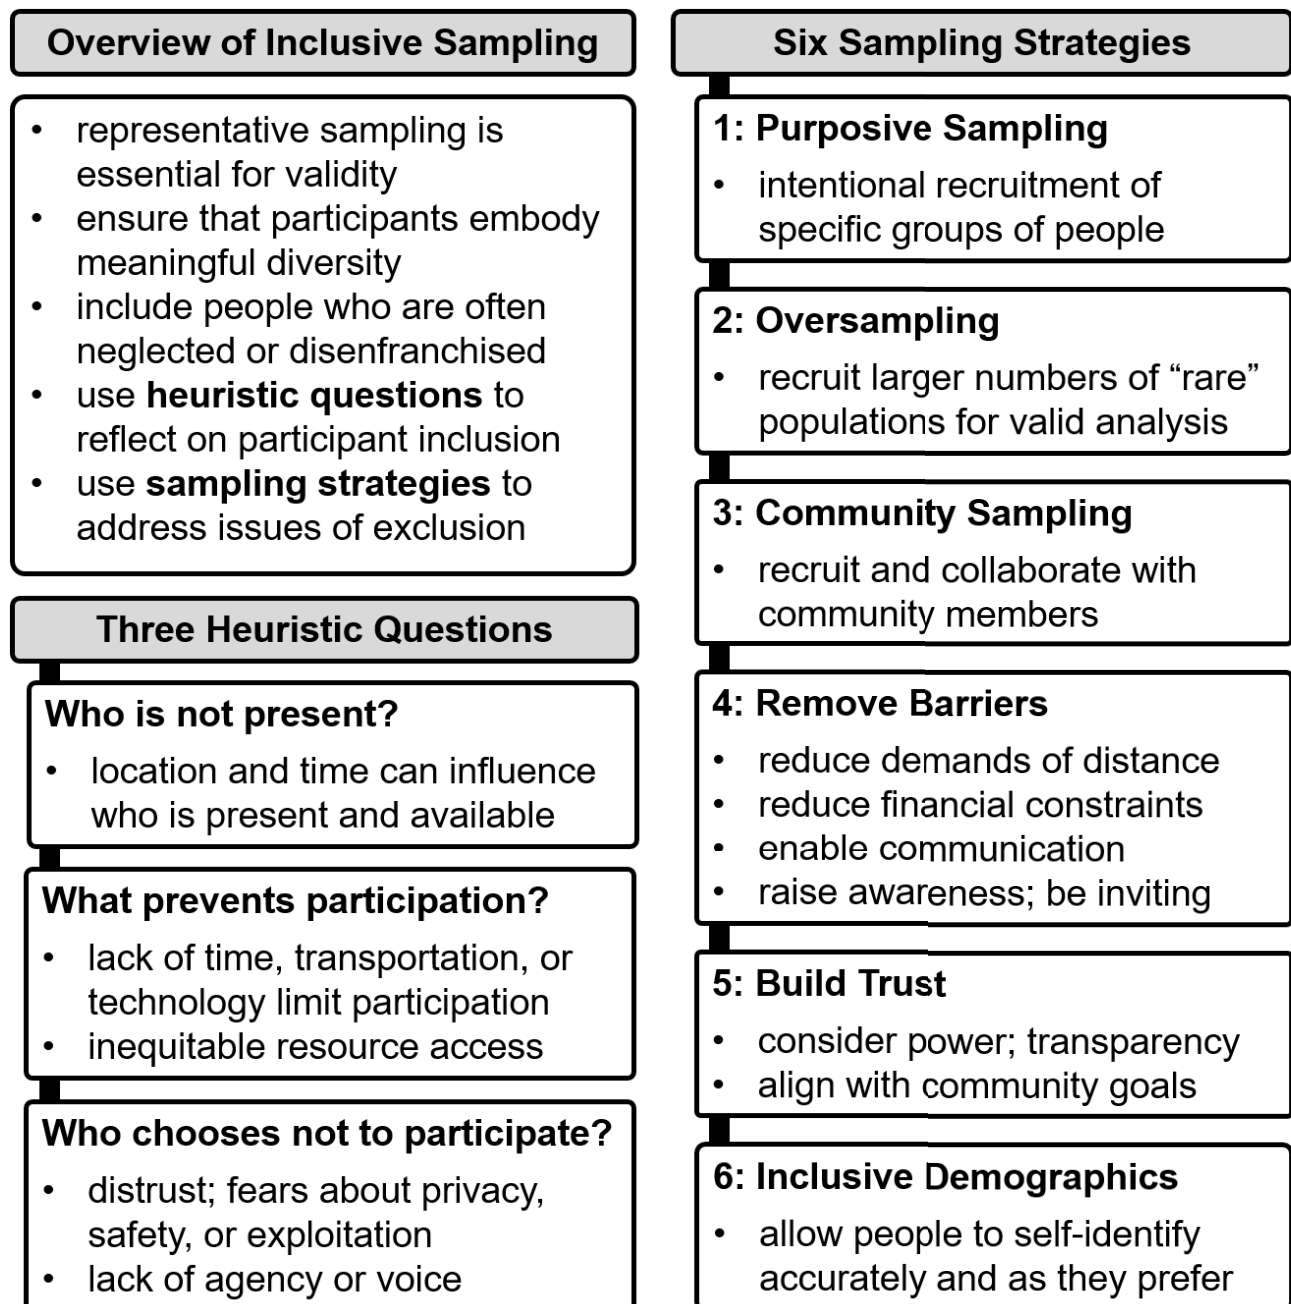 Overview of Inclusive Sampling
• representative sampling is
essential for validity
• ensure that participants embody
meaningful diversity
• include people who are often
neglected or disenfranchised
• use heuristic questions to
reflect on participant inclusion
• use sampling strategies to
address issues of exclusion
Three Heuristic Questions
Who is not present?
• location and time can influence
who is present and available
What prevents participation?
• lack of time, transportation, or
technology limit participation
• inequitable resource access
Who chooses not to participate?
• distrust; fears about privacy,
safety, or exploitation
• lack of agency or voice
Six Sampling Strategies
1: Purposive Sampling
• intentional recruitment of
specific groups of people
2: Oversampling
• recruit larger numbers of “rare”
populations for valid analysis
3: Community Sampling
• recruit and collaborate with
community members
4: Remove Barriers
• reduce demands of distance
• reduce financial constraints
• enable communication
• raise awareness; be inviting
5: Build Trust
• consider power; transparency
• align with community goals
6: Inclusive Demographics
• allow people to self-identify
accurately and as they prefer